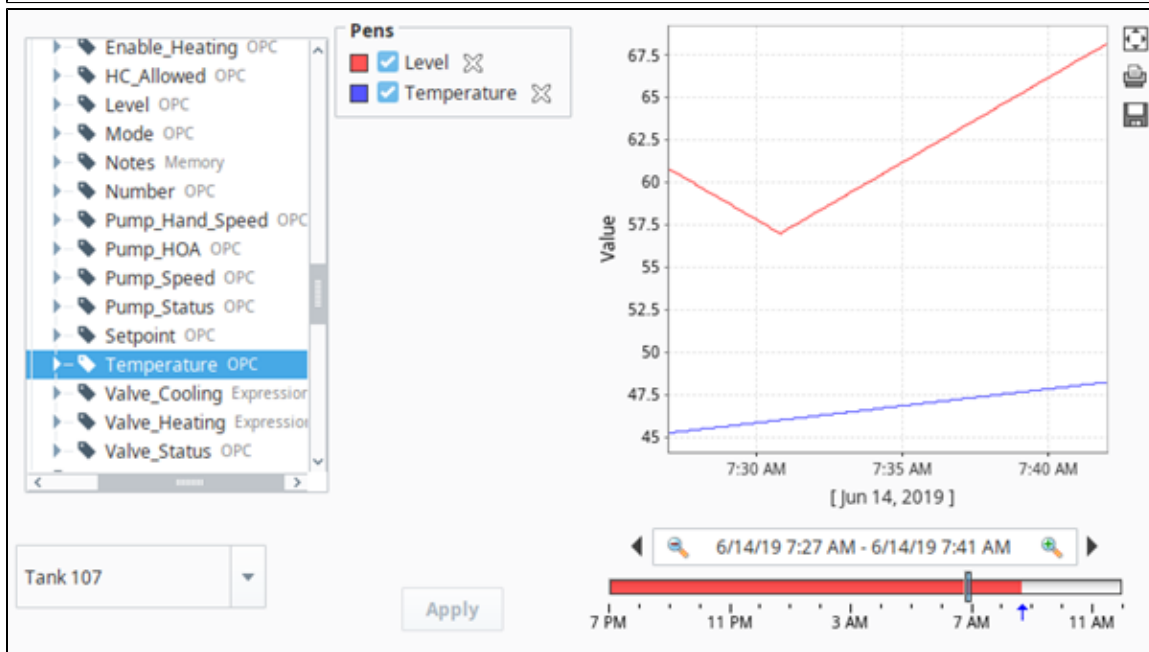 Enable_Heating OPC
HC_Allowed OPC
Level OPC
Mode OPC
Notes Memory
Number OPC
Pump_Hand_Speed OPC
Pump_HOA OPC
Pump_Speed OPC
Pump_Status OPC
Setpoint OPC
Temperature OPC
Valve_Cooling Expression
Valve_Heating Expressio
Valve_Status OPC
Tank 107
Pens
Level
Temperature
Apply
Value
67.5
65
62.5
60
57.5
55
52.5
50
47.5
45
7:30 AM 7:35 AM 7:40 AM
[ Jun 14, 2019 ]
6/14/19 7:27 AM - 6/14/19 7:41 AM
7 PM 11 PM 3 AM 7 AM 11 AM